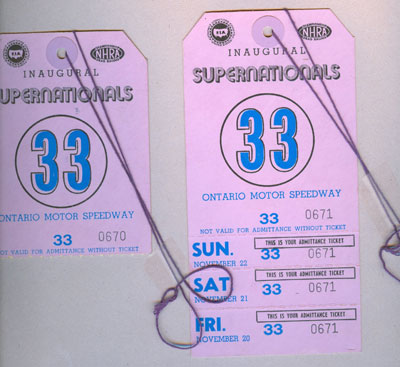 NHRA
INAUGURAL
UPERNATIONALS
33
ONTARIO MOTOR SPEEDWAY
33 0670
NOT VALID FOR ADMITTANCE WITHOUT TICKET
NHRA
INAUGURAL
SUPERNATIONALS
33
ONTARIO MOTOR SPEEDWAY
33 0671
NOT VALID FOR ADMITTANCE WITHOUT TICKET
SUN. THIS IS YOUR ADMITTANCE TICKET
NOVEMBER 22 33 0671
SAT. THIS IS YOUR ADMITTANCE TICKET
NOVEMBER 21 33 0671
FRI. THIS IS YOUR ADMITTANCE TICKET
NOVEMBER 20 33 0671